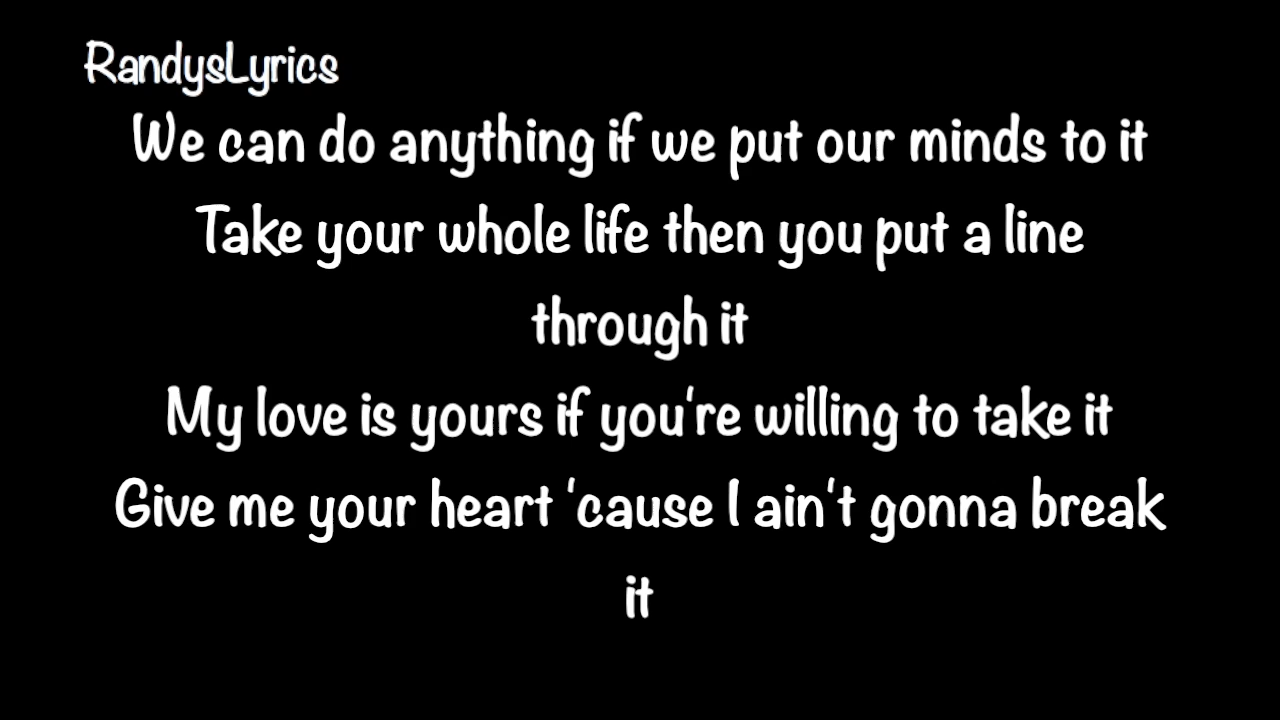 RandysLyrics
We can do anything if we put our minds to it
Take your whole life then you put a line
through it
My love is yours if you're willing to take it
Give me your heart 'cause I ain't gonna break
it